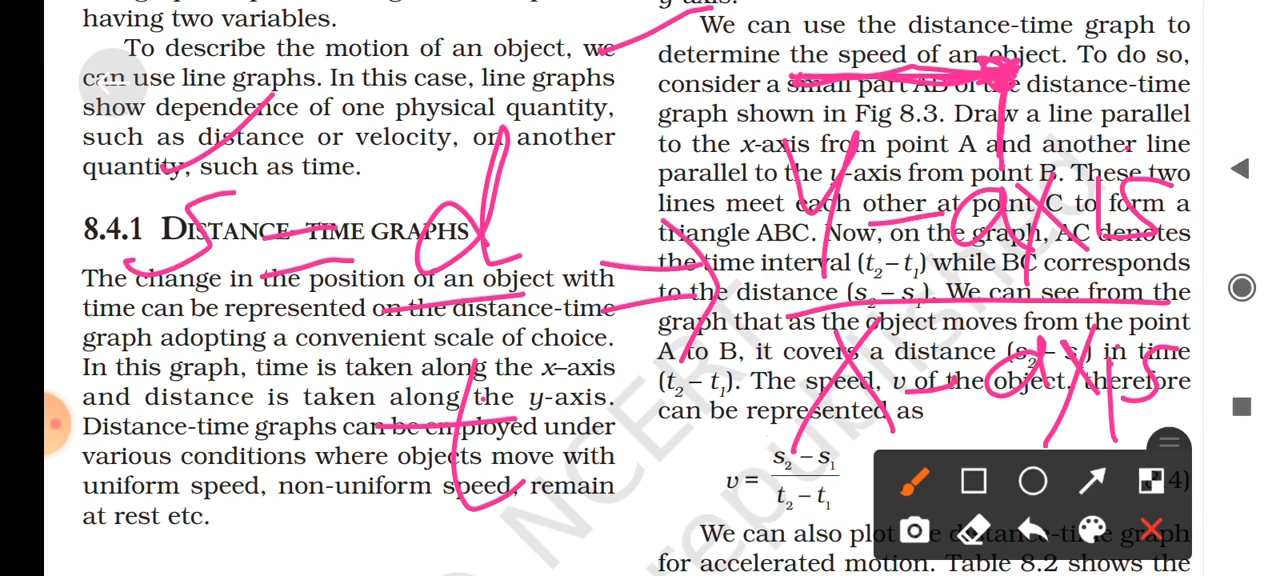 having two variables.
To describe the motion of an object, we
can use line graphs. In this case, line graphs
show dependence of one physical quantity,
such as distance or velocity, on another
quantity, such as time.
8.4.1 DISTANCE–TIME GRAPHS
The change in the position of an object with
time can be represented on the distance-time
graph adopting a convenient scale of choice.
In this graph, time is taken along the x–axis
and distance is taken along the y-axis.
Distance-time graphs can be employed under
various conditions where objects move with
uniform speed, non-uniform speed, remain
at rest etc.
y-axis.
We can use the distance-time graph to
determine the speed of an object. To do so,
consider a small part AB of the distance-time
graph shown in Fig 8.3. Draw a line parallel
to the x-axis from point A and another line
parallel to the y-axis from point B. These two
lines meet each other at point C to form a
triangle ABC. Now, on the graph, AC denotes
the time interval (t₂ – t₁) while BC corresponds
to the distance (s₂ – s₁). We can see from the
graph that as the object moves from the point
A to B, it covers a distance (s₂ – s₁) in time
(t₂ – t₁). The speed, v of the object, therefore
can be represented as
v = (s₂ – s₁) / (t₂ – t₁)
4)
We can also plot the distance-time graph
for accelerated motion. Table 8.2 shows the
S dist
t
y axis
X axis
NCERT
republished